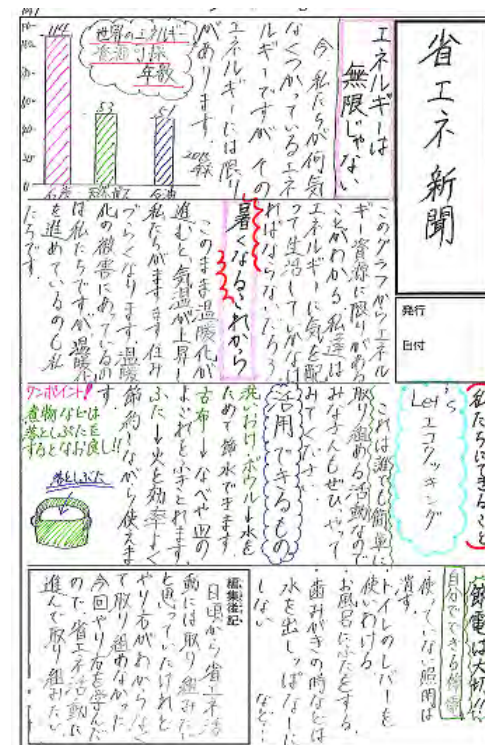 省エネ新聞
発行
日付
エネルギーは
無限じゃない
今、私たちが何気
なくつかっているエネ
ルギーですが、その
エネルギーには限り
があります。
世界のエネルギー
資源可採
年数
114
53
51
石炭
天然ガス
石油
このグラフからエネル
ギー資源に限りがある
ことがわかる。私達は
エネルギーに気を配
って生活していかなけ
ればならないだろう。
暑くなるこれから
このまま温暖化が
進むと、気温が上昇し
私たちがますます住み
づらくなります。温暖
化の被害にあっているの
は私たちですが、温暖化
を進めているのも私
たちです。
私たちにできること
Let's
エコクッキング
これは誰でも簡単に
取り組める活動なので
みなさんもぜひやって
みてください。
活用できるもの
洗いおけ・ボウル→水を
ためて節水できます。
古布→なべや皿の
よごれをふきとれます。
ふた→火を効率よく
節約しながら使えま
す。
ワンポイント!
煮物などは
落としぶたを
するとなお良し!!
落としぶた
節電は大切!!
自分でできる節電
・使っていない照明は
消す。
・トイレのレバーを
使いわける。
・お風呂にふたをする。
・歯みがきの時などは
水を出しっぱなしに
しない
など…
編集後記
日頃から省エネ活
動には取り組みたい
と思っていたけれど
やり方がわからなく
て取り組めなかった。
今回やり方を学んだ
ので、省エネ活動に
進んで取り組みたい。